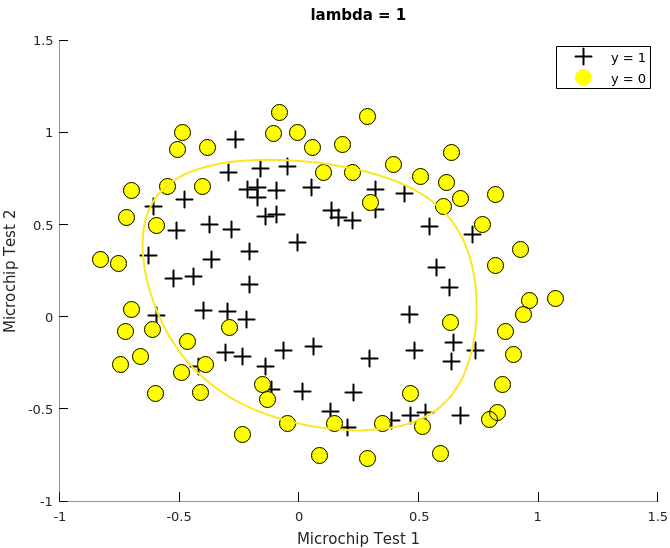 lambda = 1
1.5
y = 1
y = 0
1
0.5
Microchip Test 2
0
-0.5
-1
-1
-0.5
0
0.5
1
1.5
Microchip Test 1